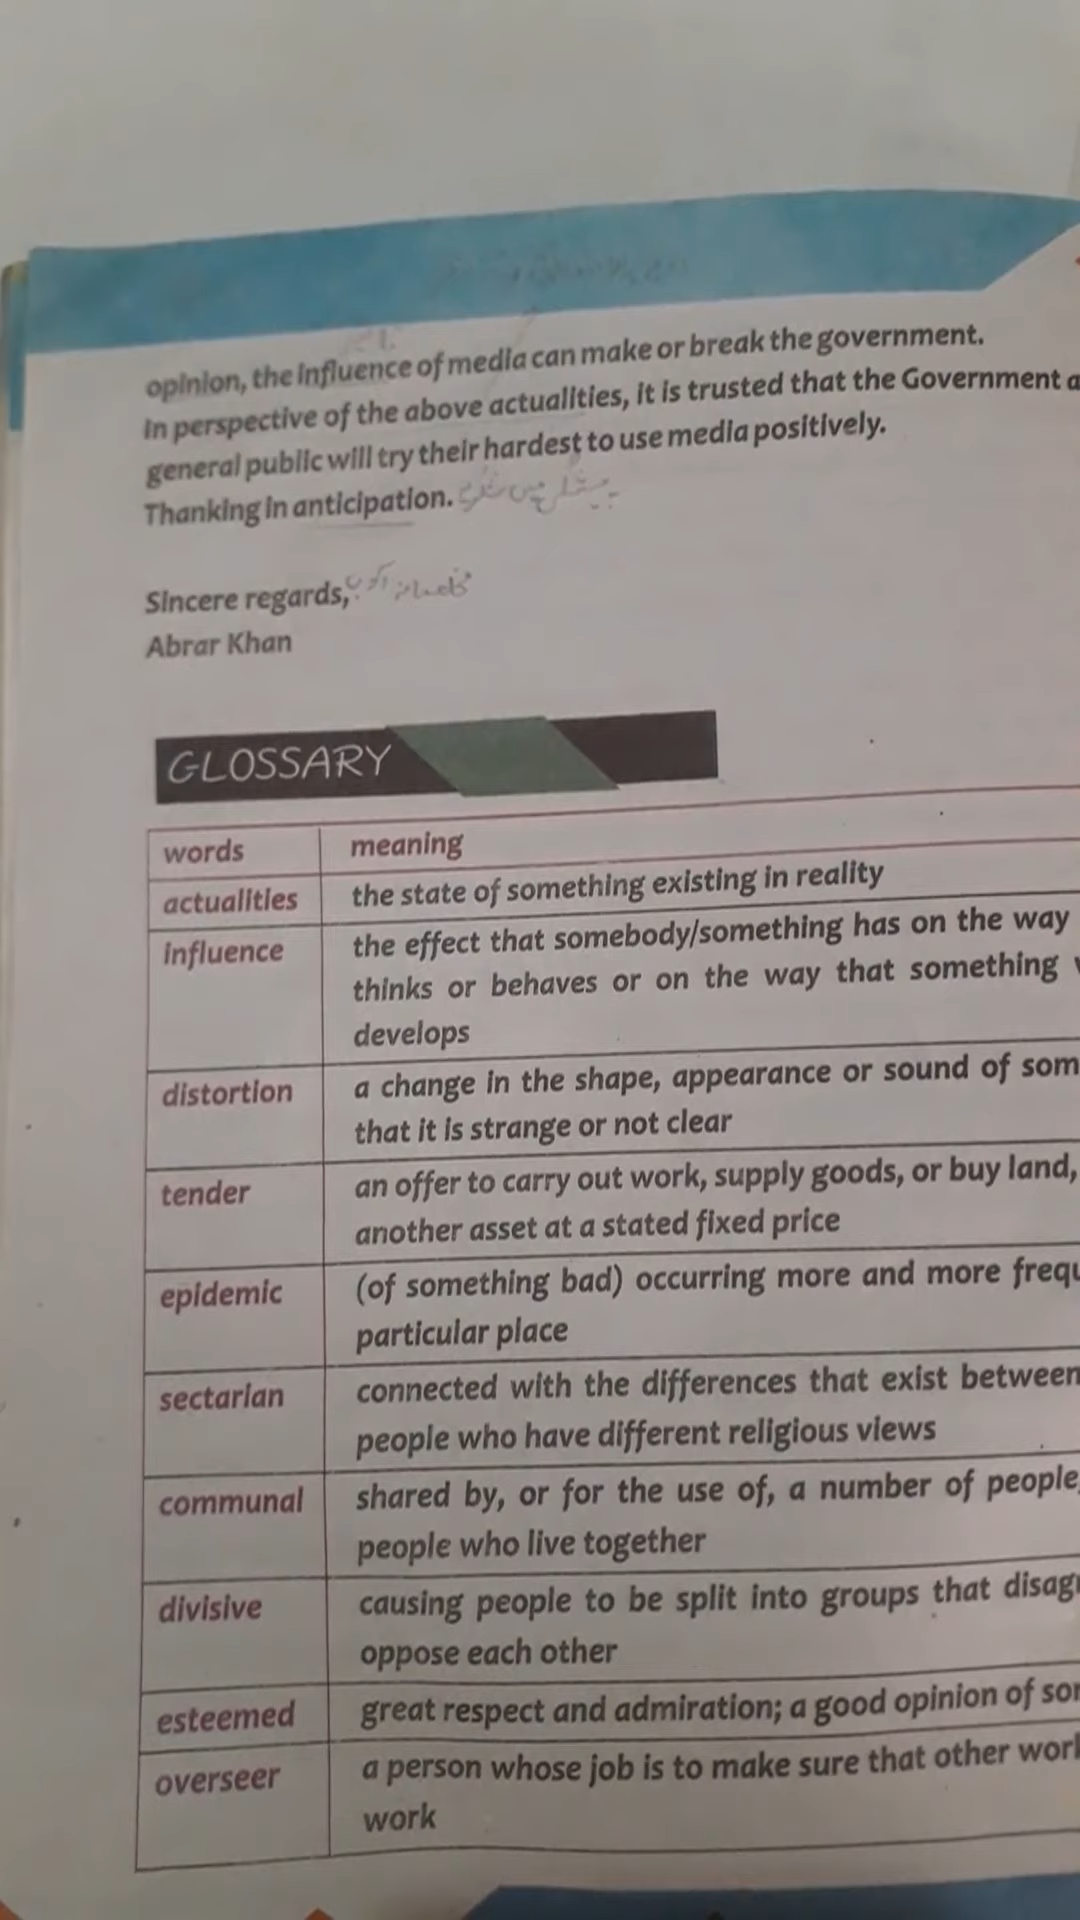 opinion, the influence of media can make or break the government.
In perspective of the above actualities, it is trusted that the Government a
general public will try their hardest to use media positively.
Thanking in anticipation.
Sincere regards,
Abrar Khan
GLOSSARY
words meaning
actualities the state of something existing in reality
influence the effect that somebody/something has on the way
thinks or behaves or on the way that something
develops
distortion a change in the shape, appearance or sound of som
that it is strange or not clear
tender an offer to carry out work, supply goods, or buy land,
another asset at a stated fixed price
epidemic (of something bad) occurring more and more frequ
particular place
sectarian connected with the differences that exist between
people who have different religious views
communal shared by, or for the use of, a number of people,
people who live together
divisive causing people to be split into groups that disag
oppose each other
esteemed great respect and admiration; a good opinion of so
overseer a person whose job is to make sure that other work
work